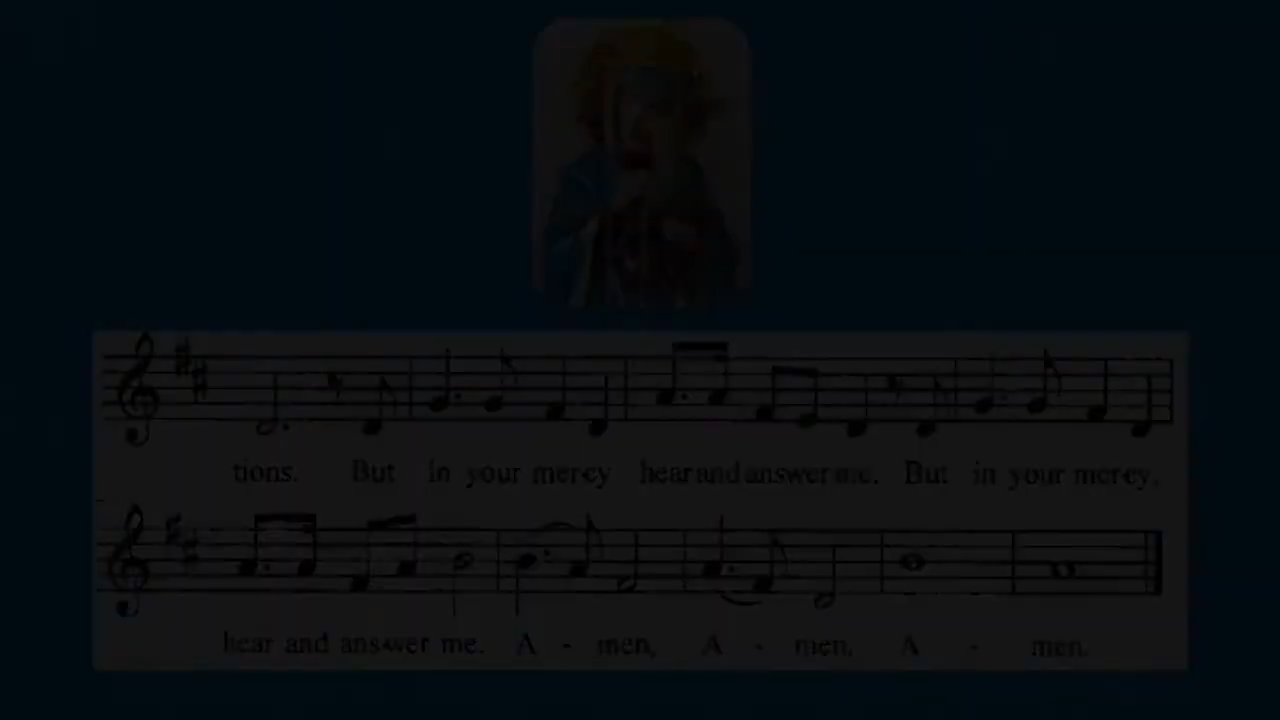 tions. But in your mercy hear and answer me. But in your mercy,
hear and answer me. A - men, A - men. A - men.